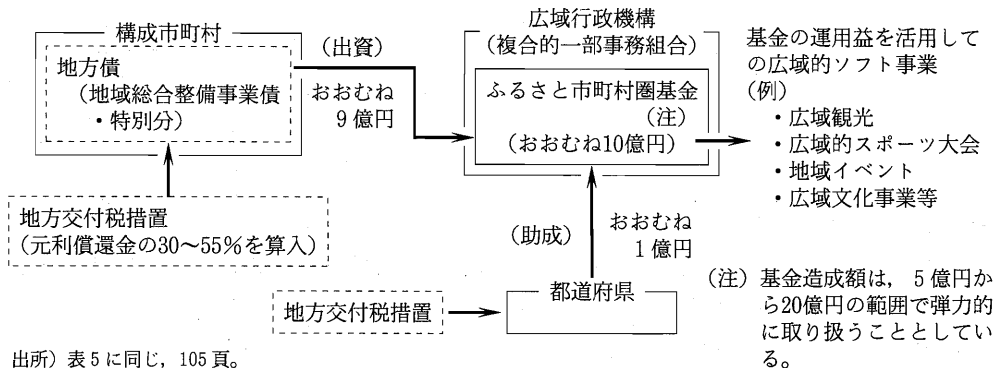 構成市町村
地方債
(地域総合整備事業債
・特別分)
(出資)
おおむね
9億円
広域行政機構
(複合的一部事務組合)
ふるさと市町村圏基金
(注)
(おおむね10億円)
基金の運用益を活用して
の広域的ソフト事業
(例)
・広域観光
・広域的スポーツ大会
・地域イベント
・広域文化事業等
地方交付税措置
(元利償還金の30〜55%を算入)
(助成)
おおむね
1億円
都道府県
地方交付税措置
(注) 基金造成額は，5億円か
ら20億円の範囲で弾力的
に取り扱うこととしてい
る。
出所）表5に同じ，105頁。